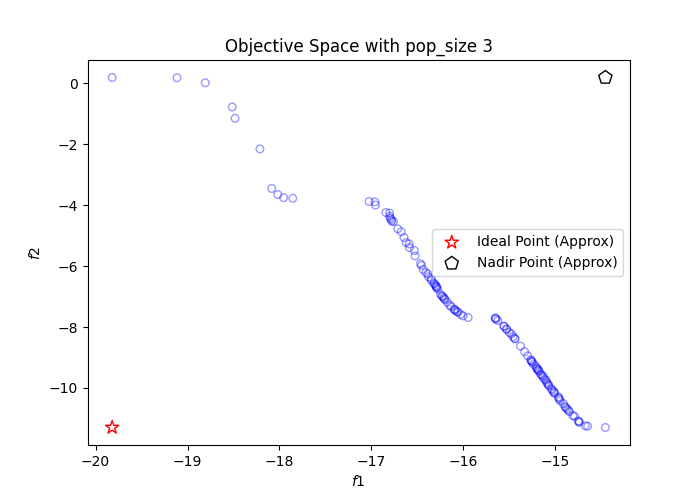 Objective Space with pop_size 3
0
−2
−4
−6
−8
−10
f2
Ideal Point (Approx)
Nadir Point (Approx)
−20
−19
−18
−17
−16
−15
f1